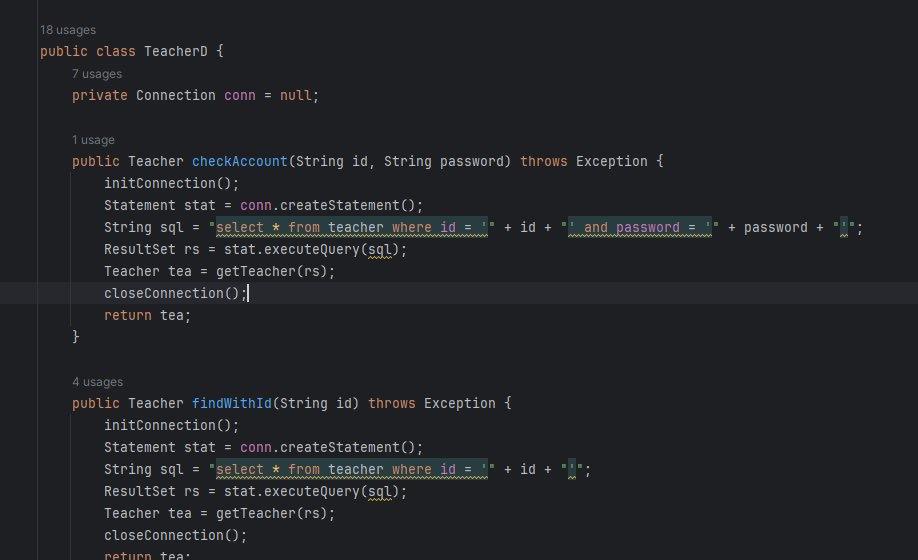 18 usages
public class TeacherD {
7 usages
private Connection conn = null;
1 usage
public Teacher checkAccount(String id, String password) throws Exception {
initConnection();
Statement stat = conn.createStatement();
String sql = "select * from teacher where id = '" + id + "' and password = '" + password + "'";
ResultSet rs = stat.executeQuery(sql);
Teacher tea = getTeacher(rs);
closeConnection();
return tea;
}
4 usages
public Teacher findWithId(String id) throws Exception {
initConnection();
Statement stat = conn.createStatement();
String sql = "select * from teacher where id = '" + id + "'";
ResultSet rs = stat.executeQuery(sql);
Teacher tea = getTeacher(rs);
closeConnection();
return tea;